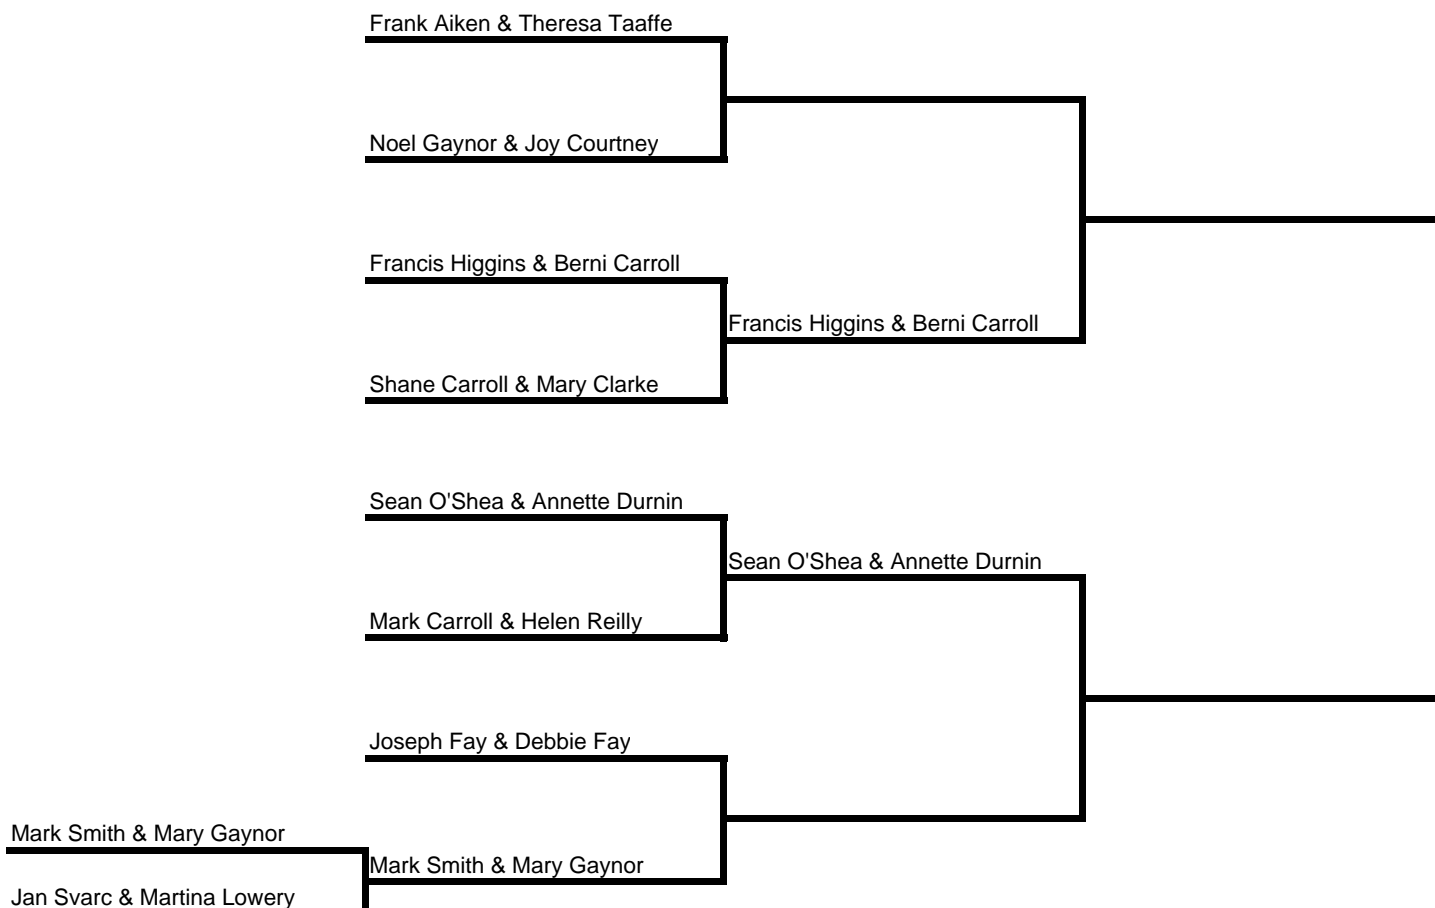 Frank Aiken & Theresa Taaffe
Noel Gaynor & Joy Courtney
Francis Higgins & Berni Carroll
Francis Higgins & Berni Carroll
Shane Carroll & Mary Clarke
Sean O'Shea & Annette Durnin
Sean O'Shea & Annette Durnin
Mark Carroll & Helen Reilly
Joseph Fay & Debbie Fay
Mark Smith & Mary Gaynor
Mark Smith & Mary Gaynor
Jan Svarc & Martina Lowery